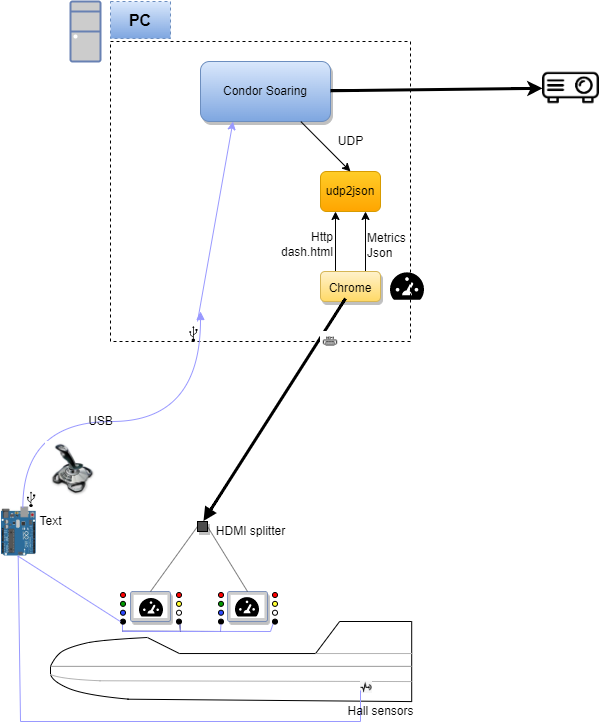 PC
Condor Soaring
UDP
udp2json
Http
dash.html
Metrics
Json
Chrome
USB
Text
HDMI splitter
Hall sensors